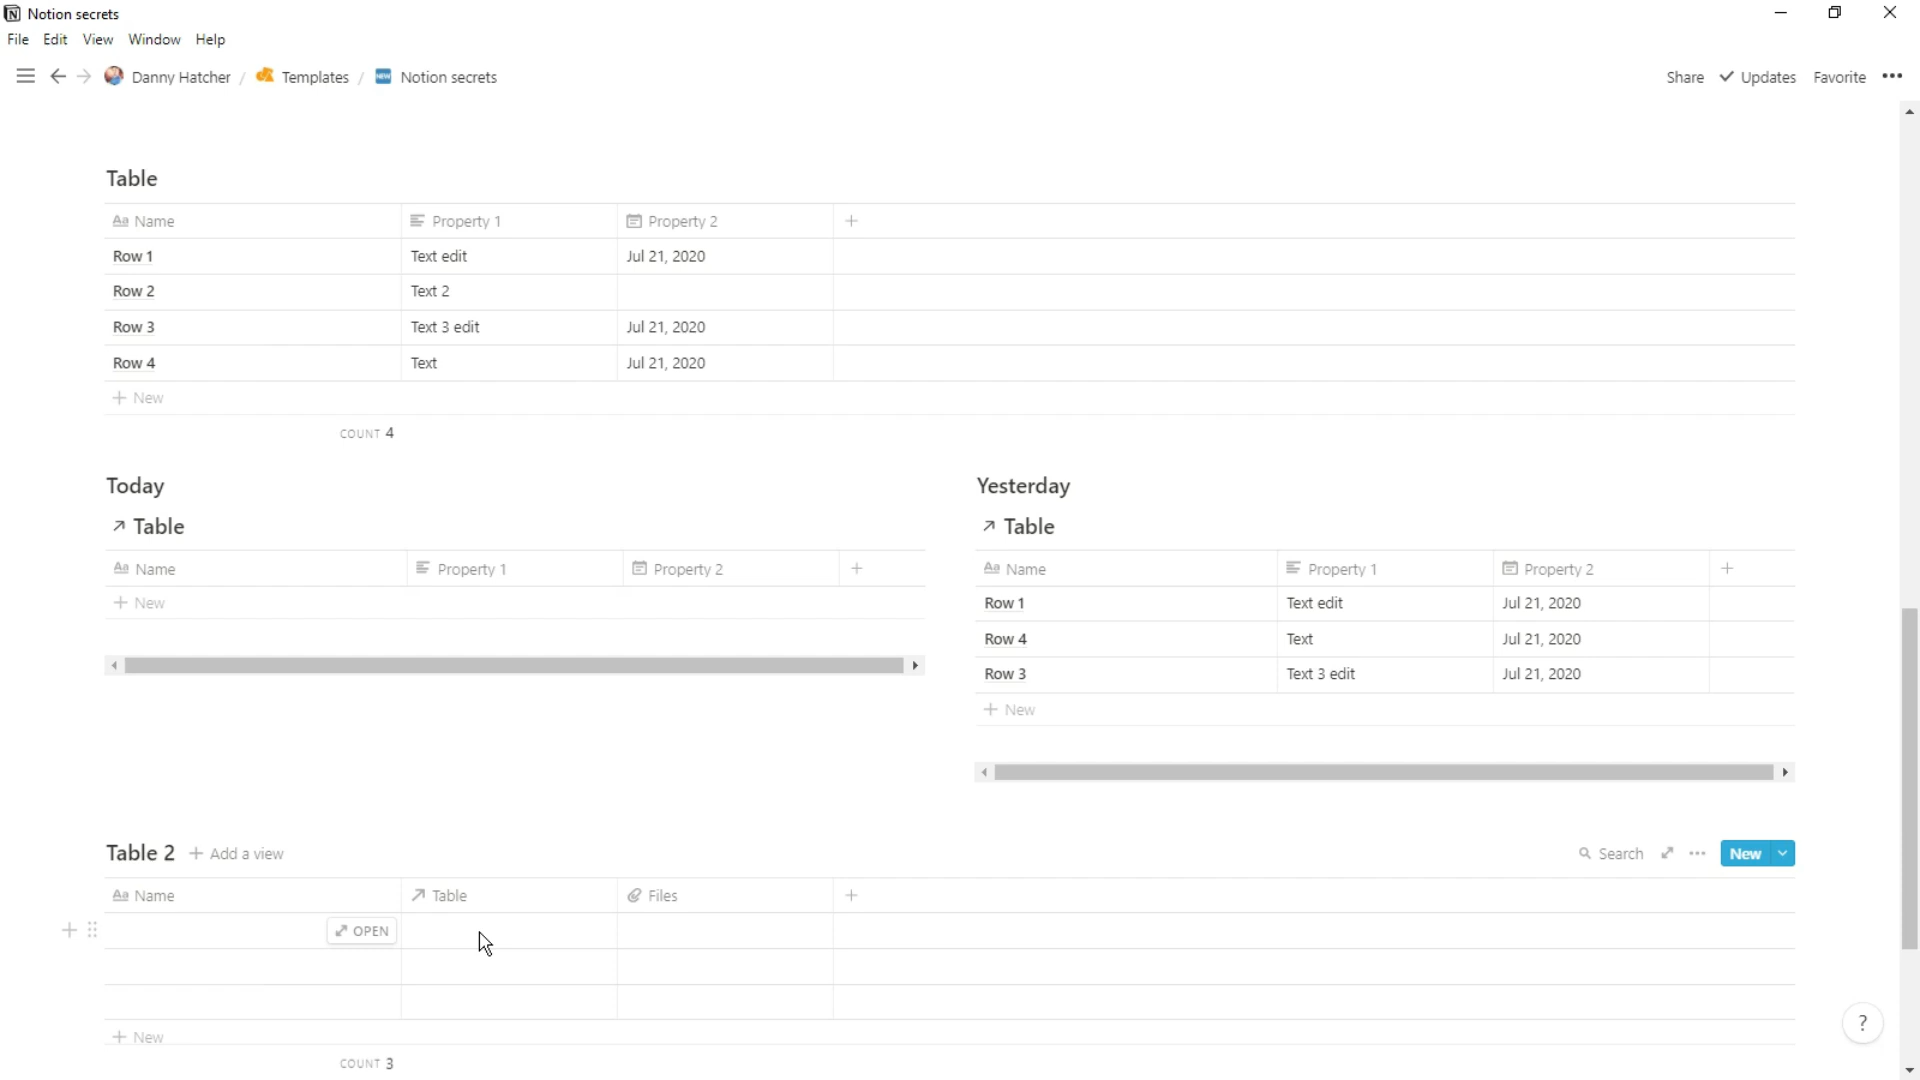 Notion secrets
File Edit View Window Help
Danny Hatcher / Templates / NEW Notion secrets
Share Updates Favorite •••
Table
Aa Name Property 1 Property 2 +
Row 1 Text edit Jul 21, 2020
Row 2 Text 2
Row 3 Text 3 edit Jul 21, 2020
Row 4 Text Jul 21, 2020
+ New
COUNT 4
Today
↗ Table
Aa Name Property 1 Property 2 +
+ New
Yesterday
↗ Table
Aa Name Property 1 Property 2 +
Row 1 Text edit Jul 21, 2020
Row 4 Text Jul 21, 2020
Row 3 Text 3 edit Jul 21, 2020
+ New
Table 2 + Add a view Search ••• New
Aa Name ↗ Table Files +
OPEN
+ New
COUNT 3
?